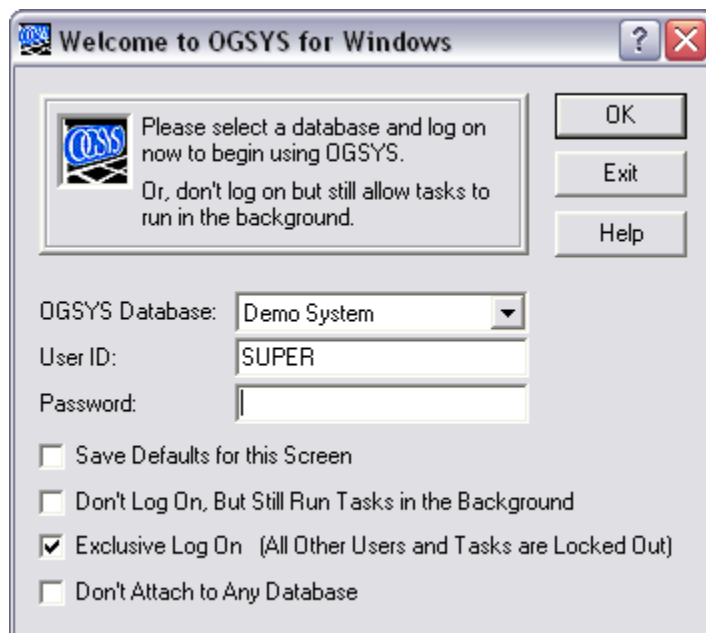 Welcome to OGSYS for Windows
OGSYS
Please select a database and log on
now to begin using OGSYS.
Or, don't log on but still allow tasks to
run in the background.
OK
Exit
Help
OGSYS Database: Demo System
User ID: SUPER
Password:
Save Defaults for this Screen
Don't Log On, But Still Run Tasks in the Background
Exclusive Log On (All Other Users and Tasks are Locked Out)
Don't Attach to Any Database